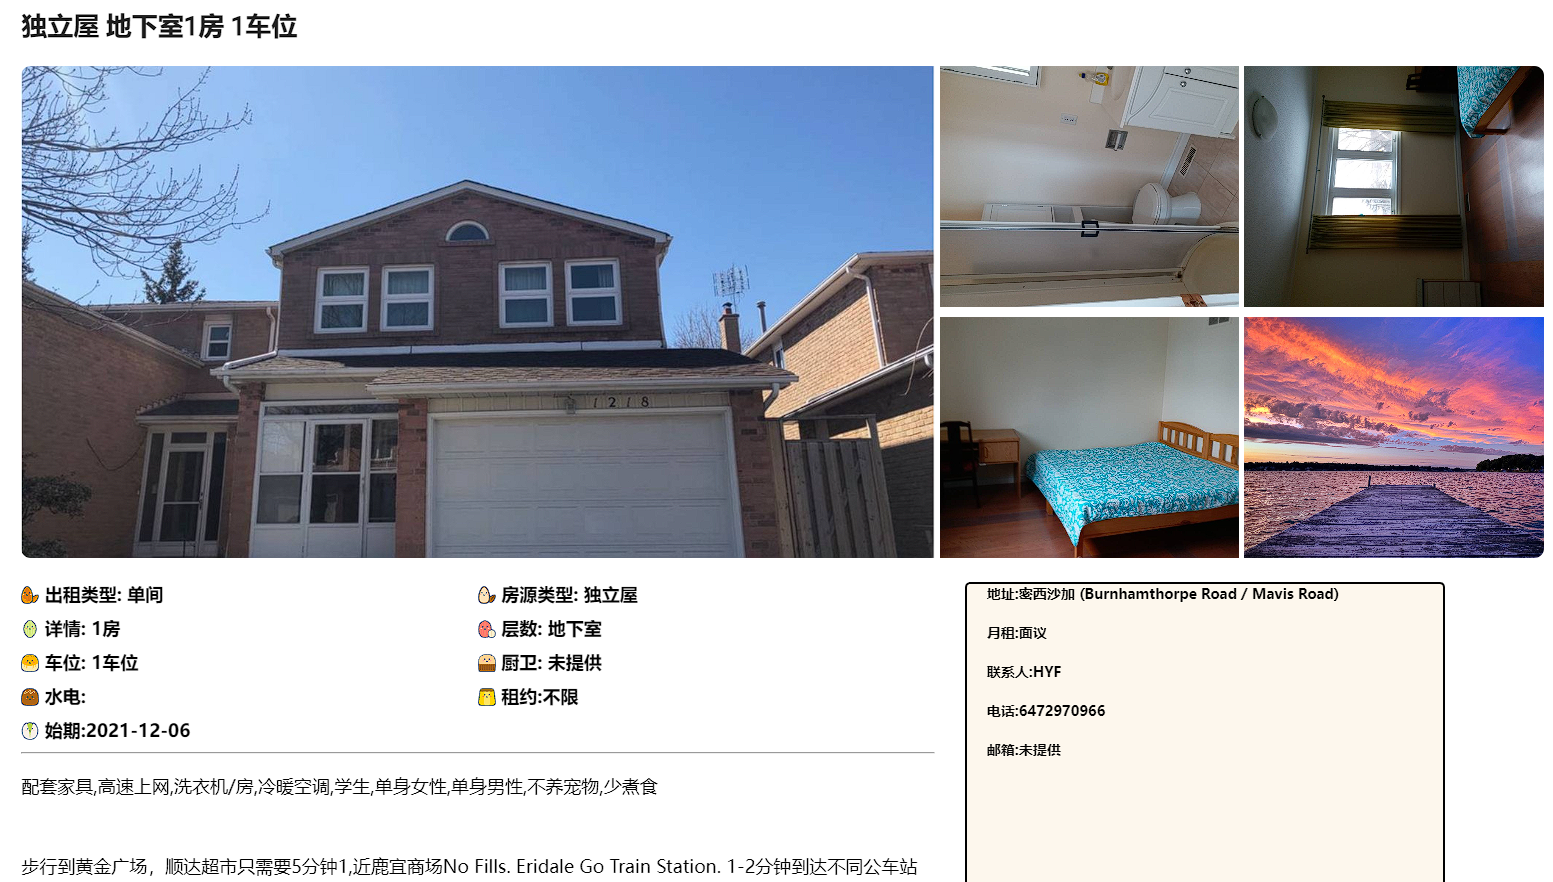 独立屋 地下室1房 1车位
1218
出租类型: 单间
房源类型: 独立屋
详情: 1房
层数: 地下室
车位: 1车位
厨卫: 未提供
水电:
租约:不限
始期:2021-12-06
地址:密西沙加 (Burnhamthorpe Road / Mavis Road)
月租:面议
联系人:HYF
电话:6472970966
邮箱:未提供
配套家具,高速上网,洗衣机/房,冷暖空调,学生,单身女性,单身男性,不养宠物,少煮食
步行到黄金广场，顺达超市只需要5分钟1,近鹿宜商场No Fills. Eridale Go Train Station. 1-2分钟到达不同公车站